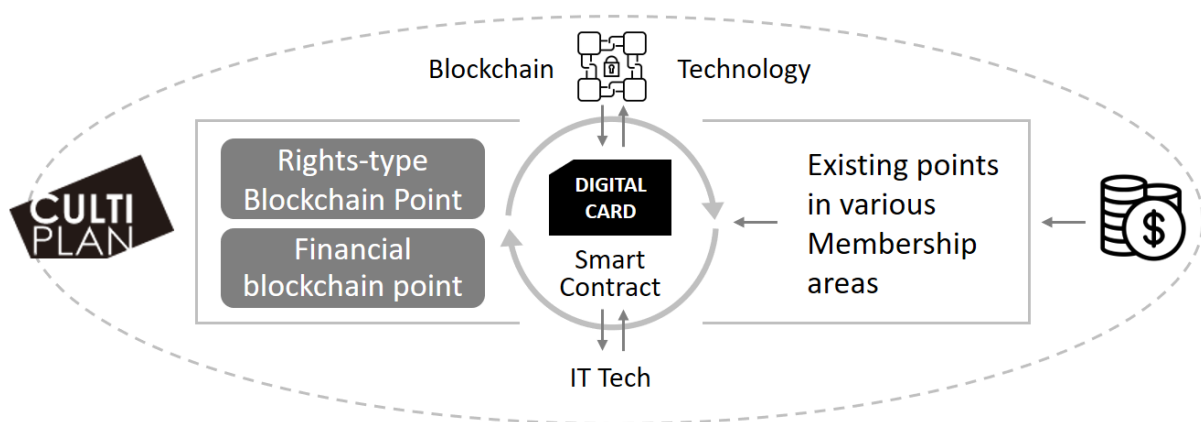 Blockchain Technology
CULTI
PLAN
Rights-type
Blockchain Point
Financial
blockchain point
DIGITAL
CARD
Smart
Contract
Existing points
in various
Membership
areas
$
IT Tech